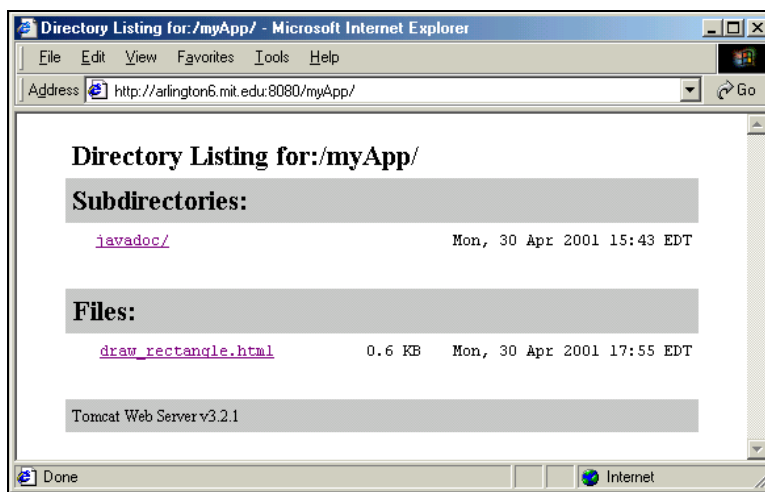 Directory Listing for:/myApp/ - Microsoft Internet Explorer
File Edit View Favorites Tools Help
Address http://arlington6.mit.edu:8080/myApp/ Go
Directory Listing for:/myApp/
Subdirectories:
javadoc/ Mon, 30 Apr 2001 15:43 EDT
Files:
draw_rectangle.html 0.6 KB Mon, 30 Apr 2001 17:55 EDT
Tomcat Web Server v3.2.1
Done Internet